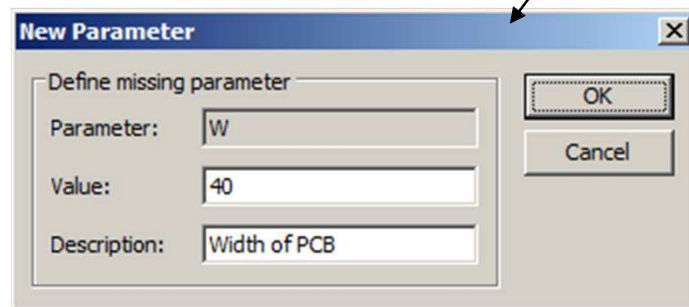 New Parameter
Define missing parameter
OK
Parameter: W
Cancel
Value: 40
Description: Width of PCB